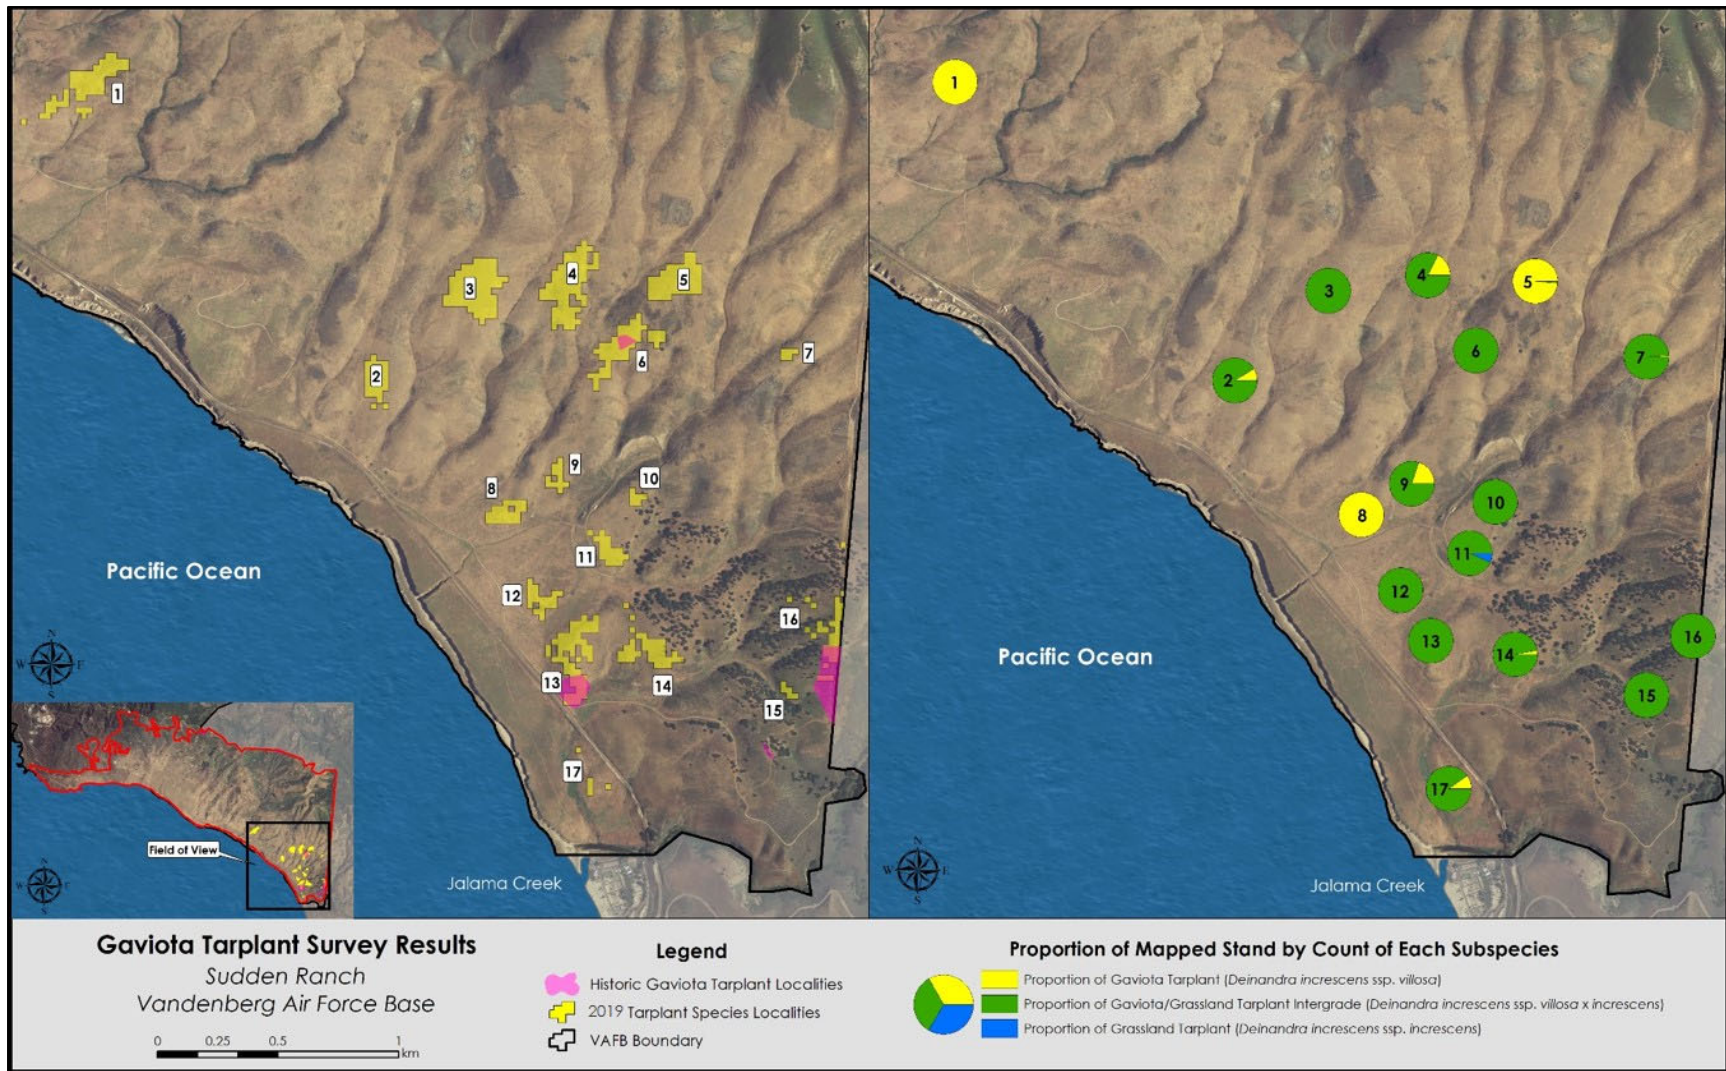 1
2
3
4
5
6
7
8
9
10
11
12
13
14
15
16
17
Pacific Ocean
N
W E
S
Field of View
N
W E
S
Jalama Creek
1
2
3
4
5
6
7
8
9
10
11
12
13
14
15
16
17
Pacific Ocean
N
W E
S
Jalama Creek
Gaviota Tarplant Survey Results
Sudden Ranch
Vandenberg Air Force Base
0 0.25 0.5 1
km
Legend
Historic Gaviota Tarplant Localities
2019 Tarplant Species Localities
VAFB Boundary
Proportion of Mapped Stand by Count of Each Subspecies
Proportion of Gaviota Tarplant (Deinandra increscens ssp. villosa)
Proportion of Gaviota/Grassland Tarplant Intergrade (Deinandra increscens ssp. villosa x increscens)
Proportion of Grassland Tarplant (Deinandra increscens ssp. increscens)